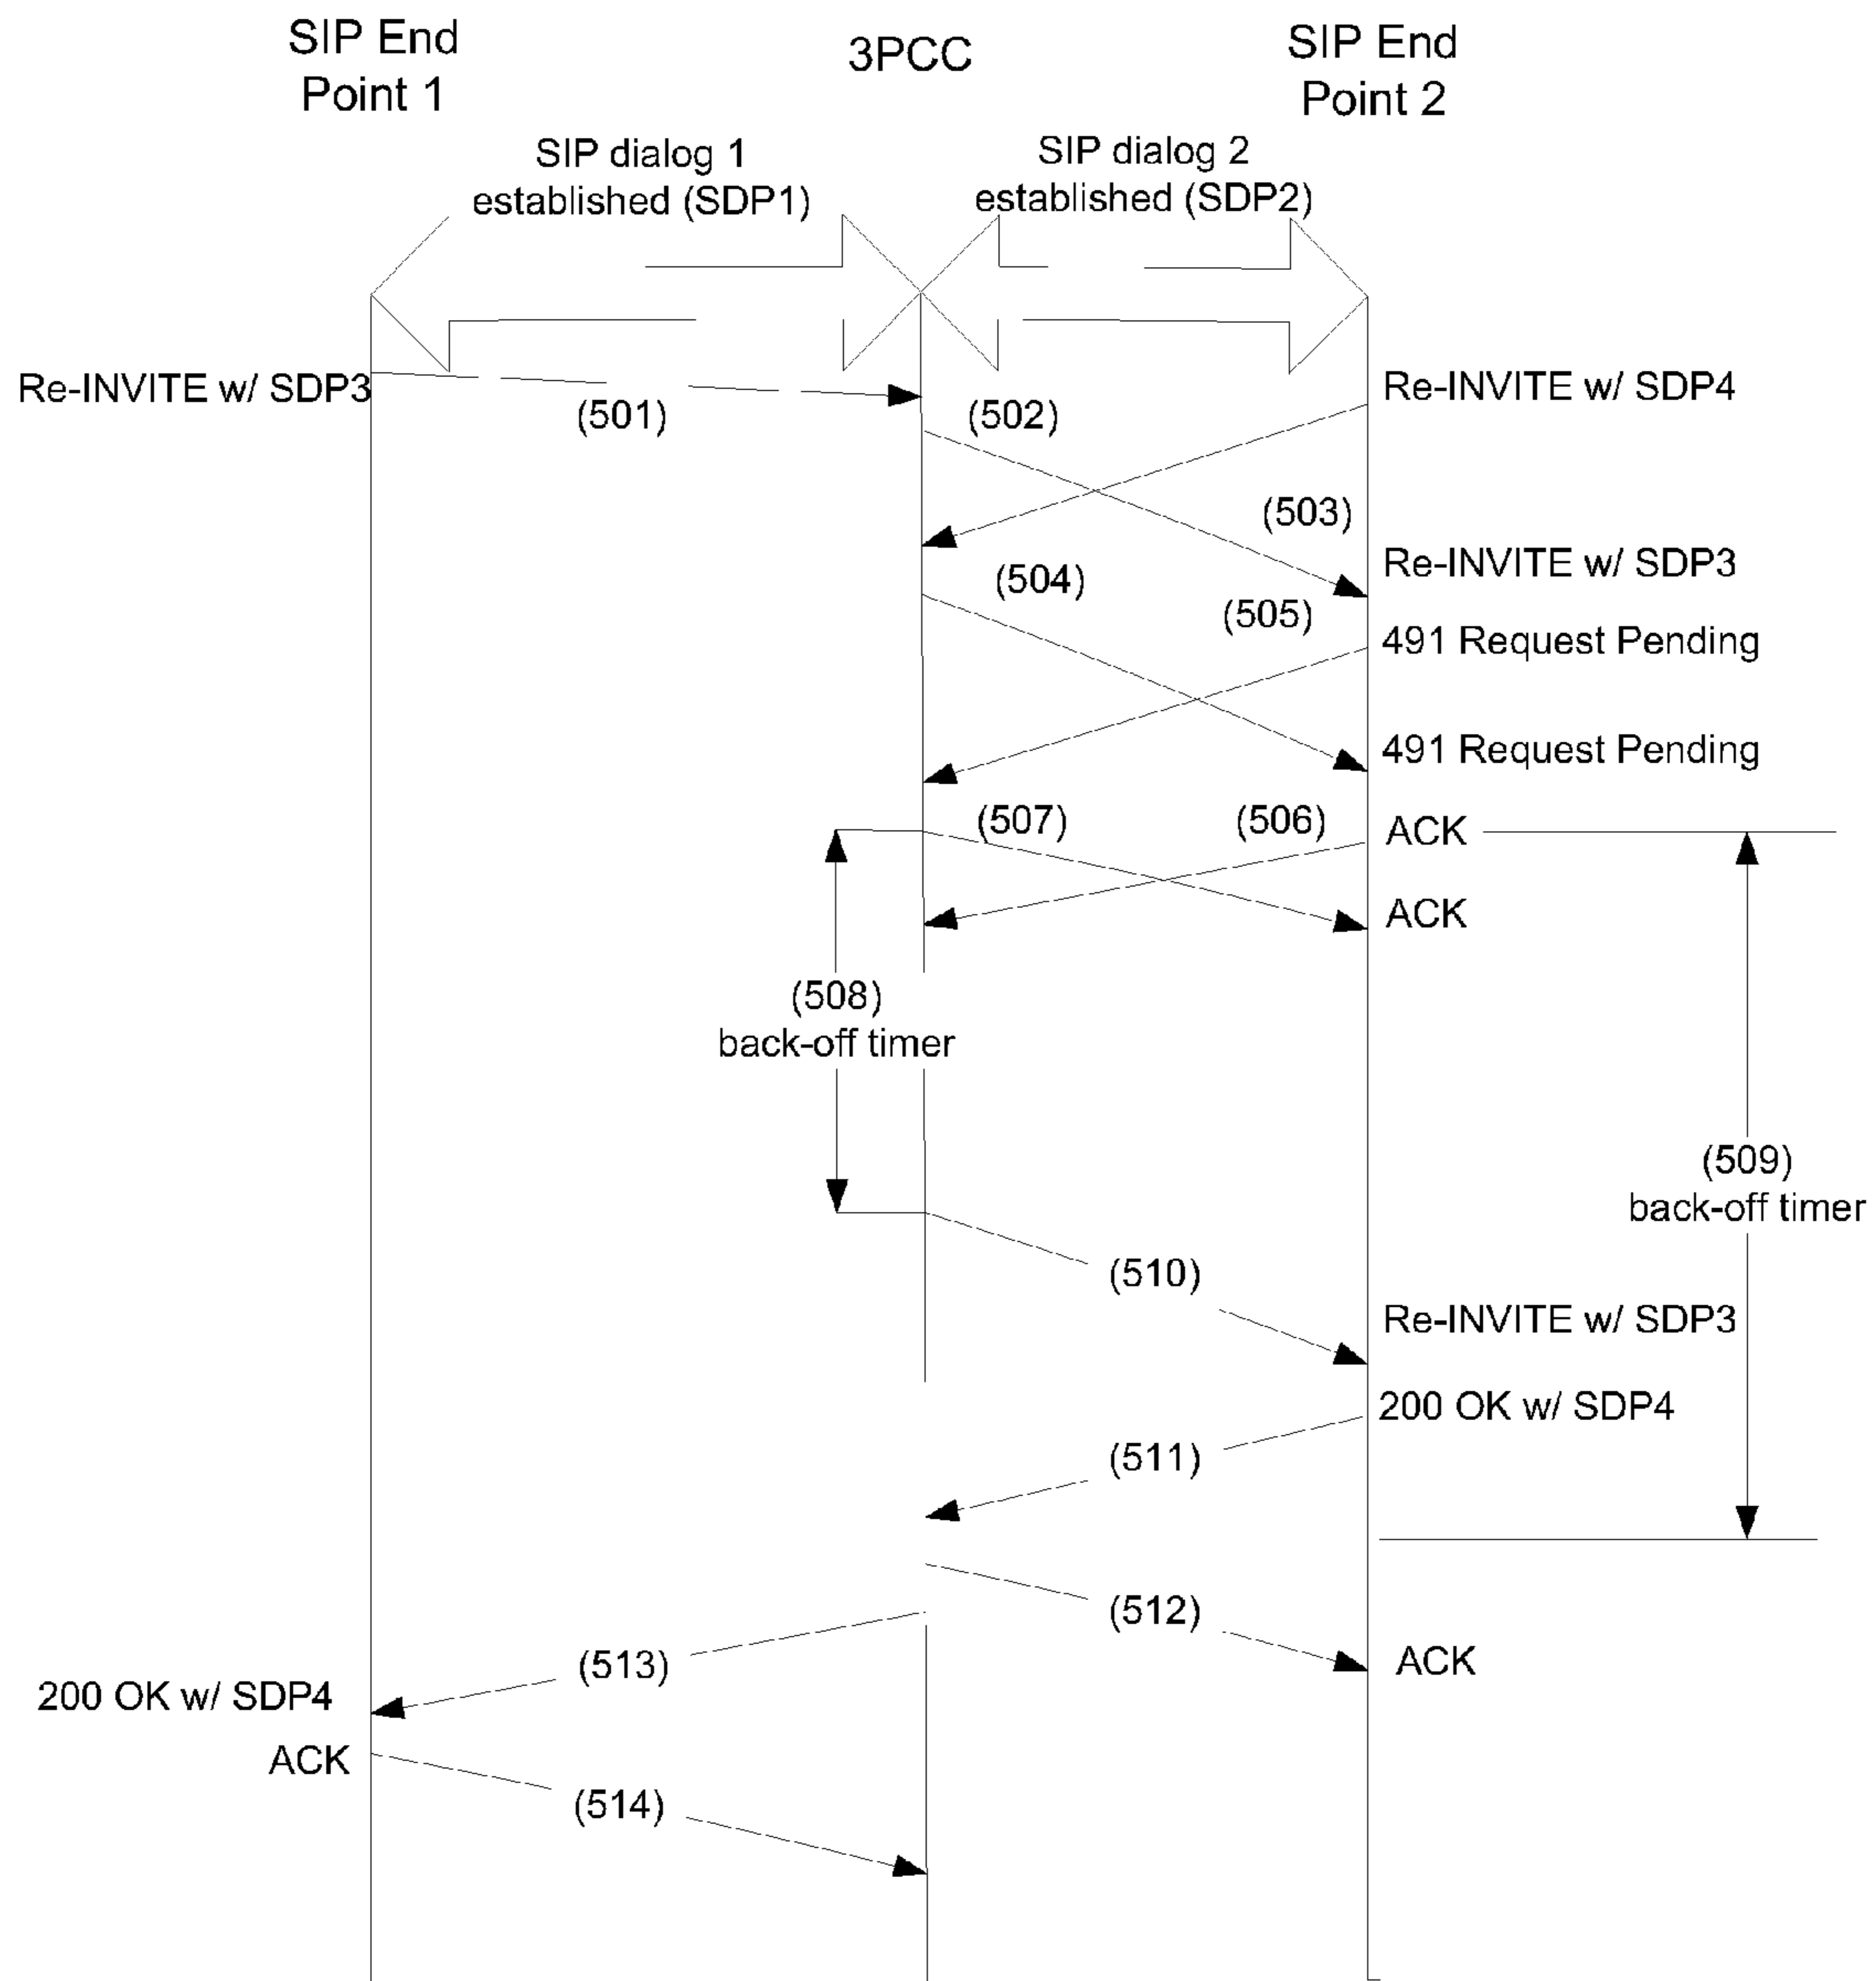 SIP End
Point 1
3PCC
SIP End
Point 2
SIP dialog 1
established (SDP1)
SIP dialog 2
established (SDP2)
Re-INVITE w/ SDP3
(501)
(502)
Re-INVITE w/ SDP4
(503)
Re-INVITE w/ SDP3
(504)
(505)
491 Request Pending
491 Request Pending
(507)
(506)
ACK
ACK
(508)
back-off timer
(509)
back-off timer
(510)
Re-INVITE w/ SDP3
200 OK w/ SDP4
(511)
(512)
ACK
(513)
200 OK w/ SDP4
ACK
(514)